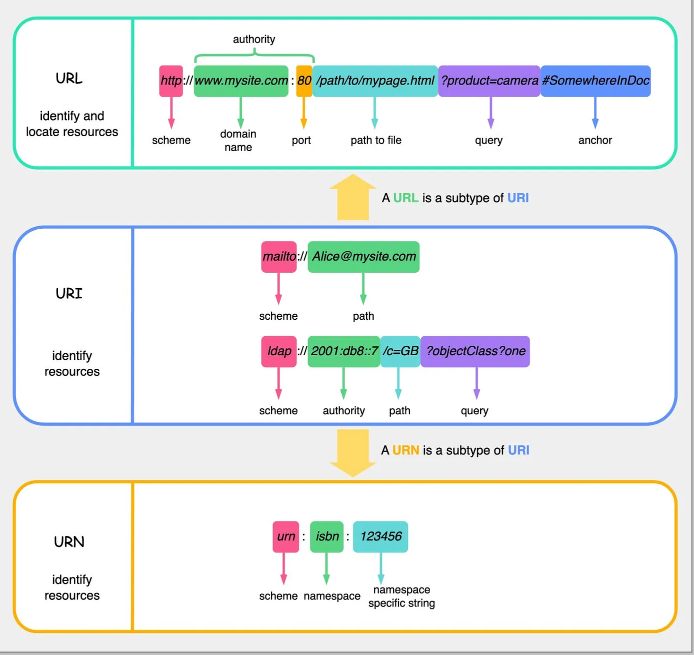 authority
URL
identify and
locate resources
http:// www.mysite.com : 80 /path/to/mypage.html ?product=camera #SomewhereInDoc
scheme
domain
name
port
path to file
query
anchor
A URL is a subtype of URI
URI
identify
resources
mailto:// Alice@mysite.com
scheme
path
ldap :// 2001:db8::7 /c=GB ?objectClass?one
scheme
authority
path
query
A URN is a subtype of URI
URN
identify
resources
urn : isbn : 123456
scheme
namespace
namespace
specific string